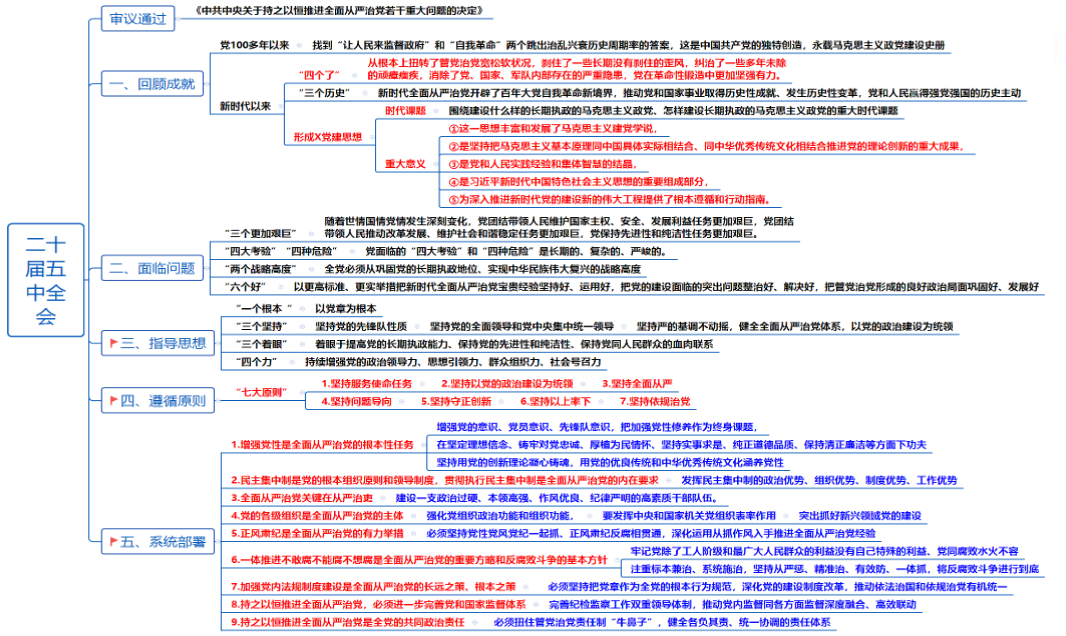 审议通过
《中共中央关于持之以恒推进全面从严治党若干重大问题的决定》
党100多年以来
找到“让人民来监督政府”和“自我革命”两个跳出治乱兴衰历史周期率的答案，这是中国共产党的独特创造，永载马克思主义政党建设史册
一、回顾成就
新时代以来
“四个了”
从根本上扭转了管党治党宽松软状况，刹住了一些长期没有刹住的歪风，纠治了一些多年未除
的顽瘴痼疾，消除了党、国家、军队内部存在的严重隐患，党在革命性锻造中更加坚强有力。
“三个历史”
新时代全面从严治党开辟了百年大党自我革命新境界，推动党和国家事业取得历史性成就、发生历史性变革，党和人民赢得强党强国的历史主动
形成X党建思想
时代课题
围绕建设什么样的长期执政的马克思主义政党、怎样建设长期执政的马克思主义政党的重大时代课题
重大意义
①这一思想丰富和发展了马克思主义建党学说，
②是坚持把马克思主义基本原理同中国具体实际相结合、同中华优秀传统文化相结合推进党的理论创新的重大成果，
③是党和人民实践经验和集体智慧的结晶，
④是习近平新时代中国特色社会主义思想的重要组成部分，
⑤为深入推进新时代党的建设新的伟大工程提供了根本遵循和行动指南。
二十
届五
中全
会
二、面临问题
“三个更加艰巨”
随着世情国情党情发生深刻变化，党团结带领人民维护国家主权、安全、发展利益任务更加艰巨，党团结
带领人民推动改革发展、维护社会和谐稳定任务更加艰巨，党保持先进性和纯洁性任务更加艰巨。
“四大考验”“四种危险”
党面临的“四大考验”和“四种危险”是长期的、复杂的、严峻的。
“两个战略高度”
全党必须从巩固党的长期执政地位、实现中华民族伟大复兴的战略高度
“六个好”
以更高标准、更实举措把新时代全面从严治党宝贵经验坚持好、运用好，把党的建设面临的突出问题整治好、解决好，把管党治党形成的良好政治局面巩固好、发展好
三、指导思想
“一个根本 ”
以党章为根本
“三个坚持”
坚持党的先锋队性质
坚持党的全面领导和党中央集中统一领导
坚持严的基调不动摇，健全全面从严治党体系，以党的政治建设为统领
“三个着眼”
着眼于提高党的长期执政能力、保持党的先进性和纯洁性、保持党同人民群众的血肉联系
“四个力”
持续增强党的政治领导力、思想引领力、群众组织力、社会号召力
四、遵循原则
“七大原则”
1.坚持服务使命任务
2.坚持以党的政治建设为统领
3.坚持全面从严
4.坚持问题导向
5.坚持守正创新
6.坚持以上率下
7.坚持依规治党
五、系统部署
1.增强党性是全面从严治党的根本性任务
增强党的意识、党员意识、先锋队意识，把加强党性修养作为终身课题，
在坚定理想信念、铸牢对党忠诚、厚植为民情怀、坚持实事求是、纯正道德品质、保持清正廉洁等方面下功夫
坚持用党的创新理论凝心铸魂，用党的优良传统和中华优秀传统文化涵养党性
2.民主集中制是党的根本组织原则和领导制度，贯彻执行民主集中制是全面从严治党的内在要求
发挥民主集中制的政治优势、组织优势、制度优势、工作优势
3.全面从严治党关键在从严治吏
建设一支政治过硬、本领高强、作风优良、纪律严明的高素质干部队伍。
4.党的各级组织是全面从严治党的主体
强化党组织政治功能和组织功能，
要发挥中央和国家机关党组织表率作用
突出抓好新兴领域党的建设
5.正风肃纪是全面从严治党的有力举措
必须坚持党性党风党纪一起抓、正风肃纪反腐相贯通，深化运用从抓作风入手推进全面从严治党经验
6.一体推进不敢腐不能腐不想腐是全面从严治党的重要方略和反腐败斗争的基本方针
牢记党除了工人阶级和最广大人民群众的利益没有自己特殊的利益、党同腐败水火不容
注重标本兼治、系统施治，坚持从严惩、精准治、有效防、一体抓，将反腐败斗争进行到底
7.加强党内法规制度建设是全面从严治党的长远之策、根本之策
必须坚持把党章作为全党的根本行为规范，深化党的建设制度改革，推动依法治国和依规治党有机统一
8.持之以恒推进全面从严治党，必须进一步完善党和国家监督体系
完善纪检监察工作双重领导体制，推动党内监督同各方面监督深度融合、高效联动
9.持之以恒推进全面从严治党是全党的共同政治责任
必须扭住管党治党责任制“牛鼻子”，健全各负其责、统一协调的责任体系